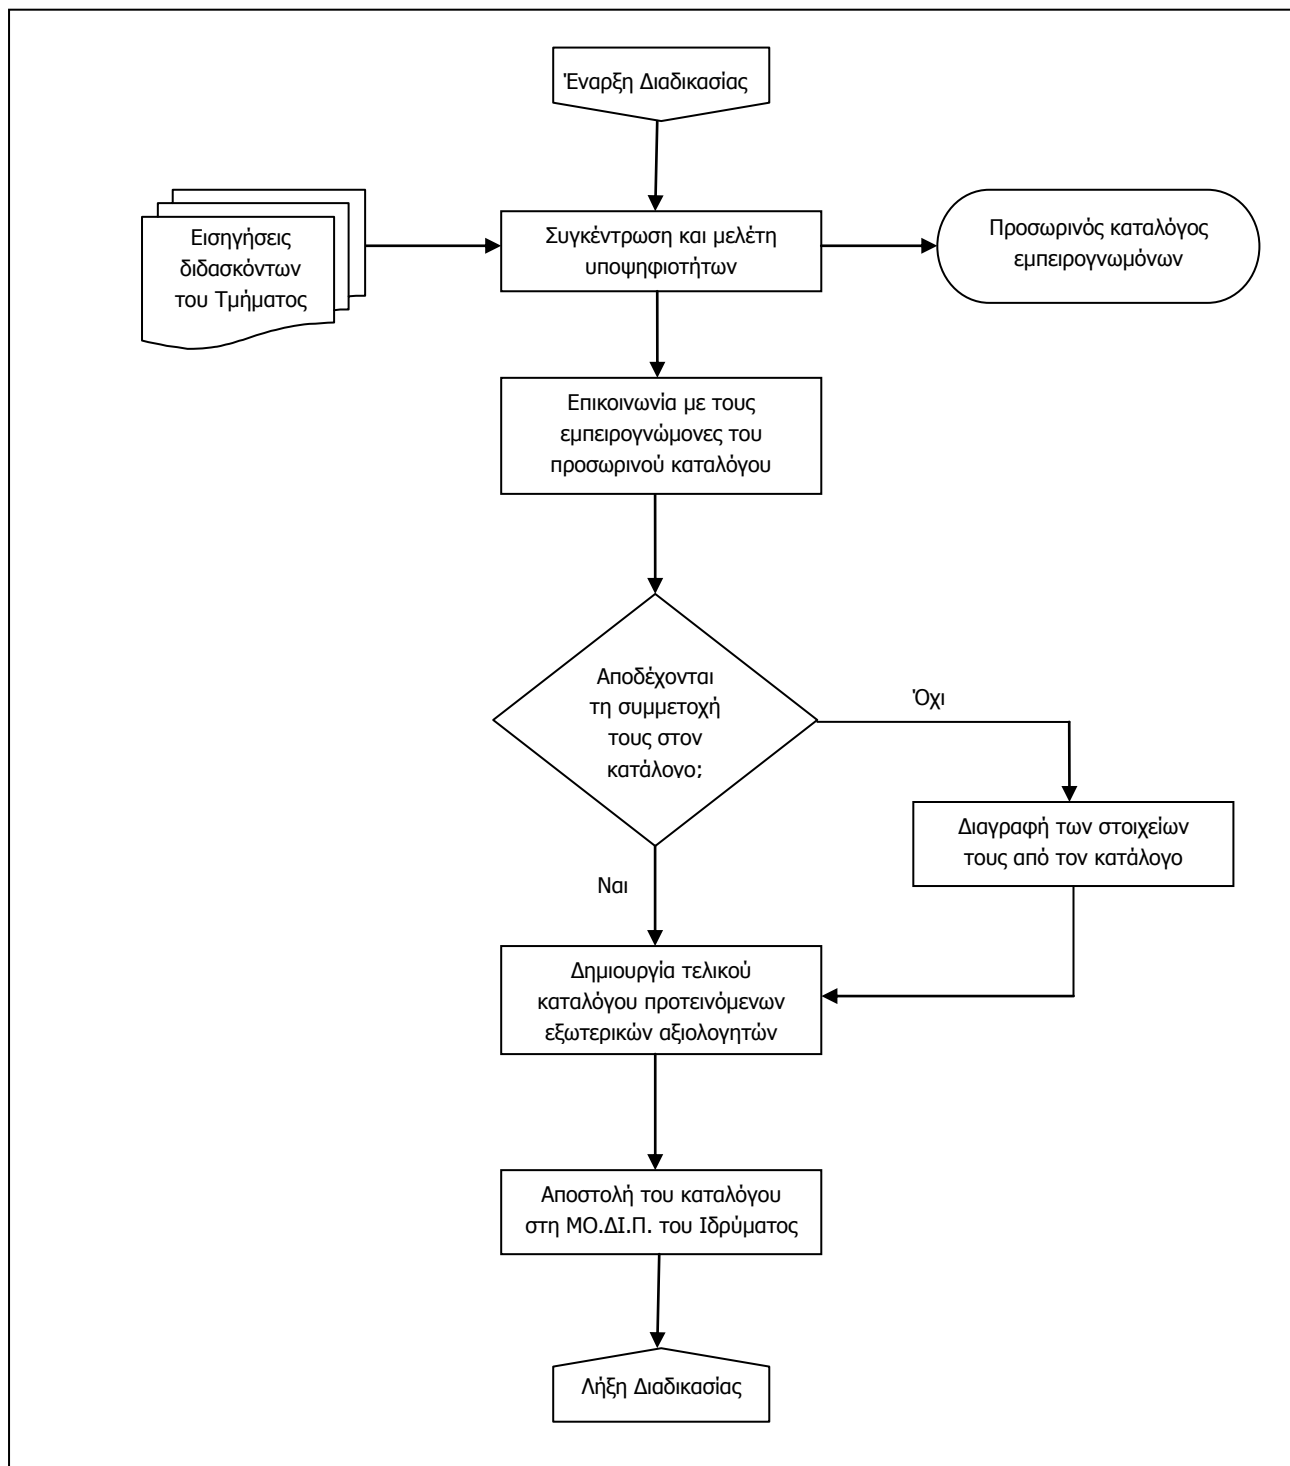 Έναρξη Διαδικασίας
Εισηγήσεις
διδασκόντων
του Τμήματος
Συγκέντρωση και μελέτη
υποψηφιοτήτων
Προσωρινός καταλόγος
εμπειρογνωμόνων
Επικοινωνία με τους
εμπειρογνώμονες του
προσωρινού καταλόγου
Αποδέχονται
τη συμμετοχή
τους στον
κατάλογο;
Όχι
Διαγραφή των στοιχείων
τους από τον κατάλογο
Ναι
Δημιουργία τελικού
καταλόγου προτεινόμενων
εξωτερικών αξιολογητών
Αποστολή του καταλόγου
στη ΜΟ.ΔΙ.Π. του Ιδρύματος
Λήξη Διαδικασίας